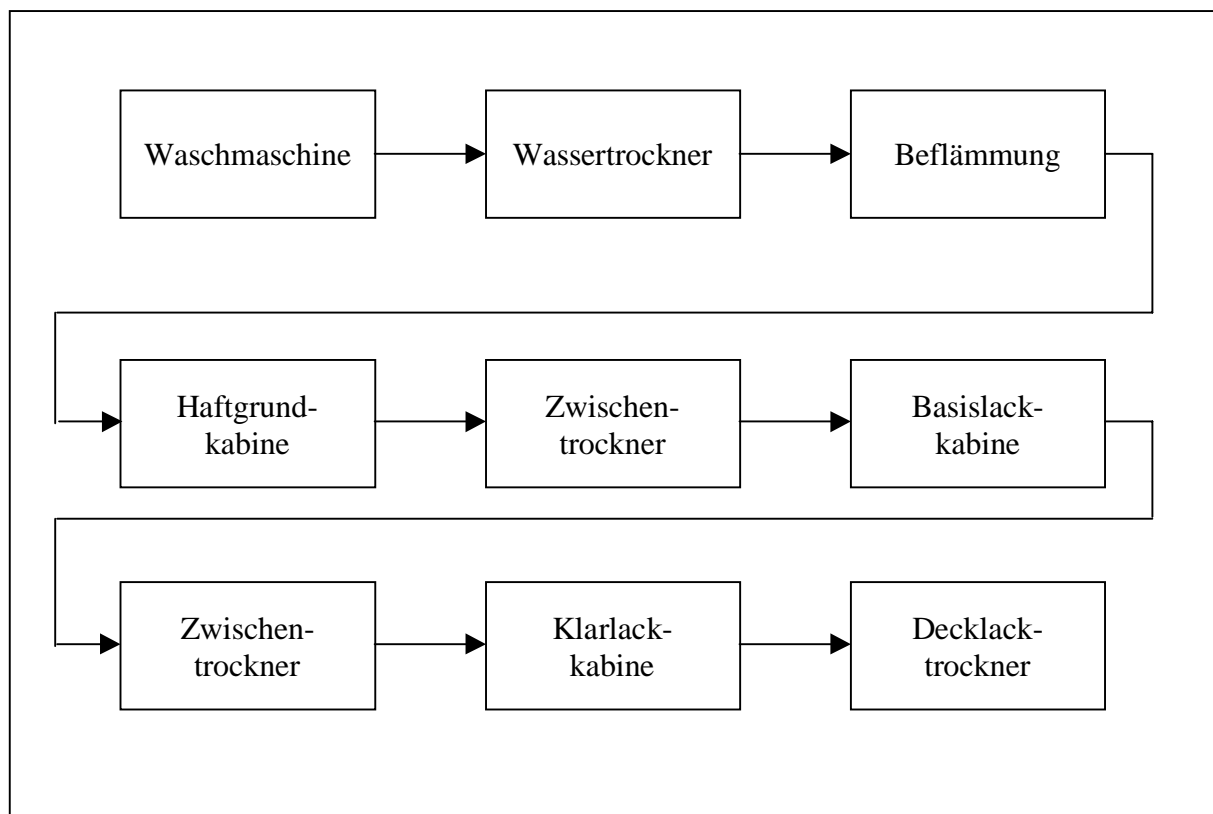 Waschmaschine
Wassertrockner
Beflämmung
Haftgrund-
kabine
Zwischen-
trockner
Basislack-
kabine
Zwischen-
trockner
Klarlack-
kabine
Decklack-
trockner